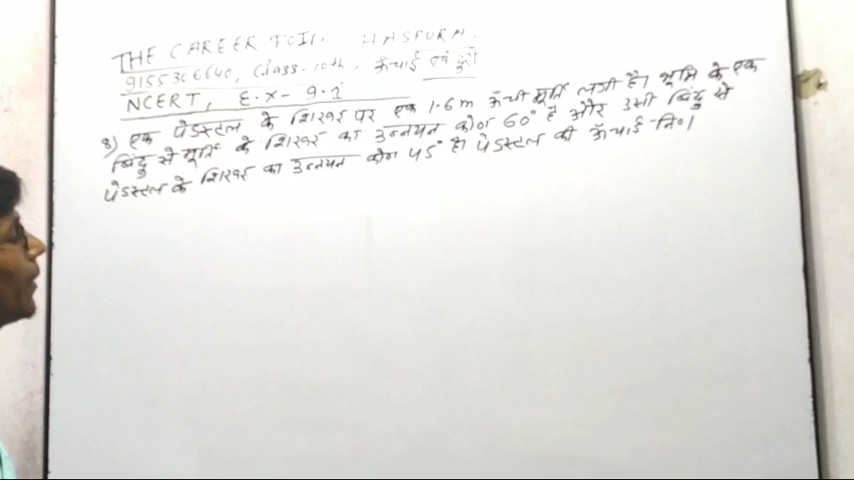 THE CAREER POINT HASPURA.
9155306640, Class-10th, ऊँचाई एवं दूरी
NCERT, E.X- 9.1
8) एक पेडस्टल के शिखर पर एक 1.6 m ऊँची मूर्ति लगी है। भूमि के एक
बिंदु से मूर्ति के शिखर का उन्नयन कोण 60° है और उसी बिंदु से
पेडस्टल के शिखर का उन्नयन कोण 45° है। पेडस्टल की ऊँचाई नि०।